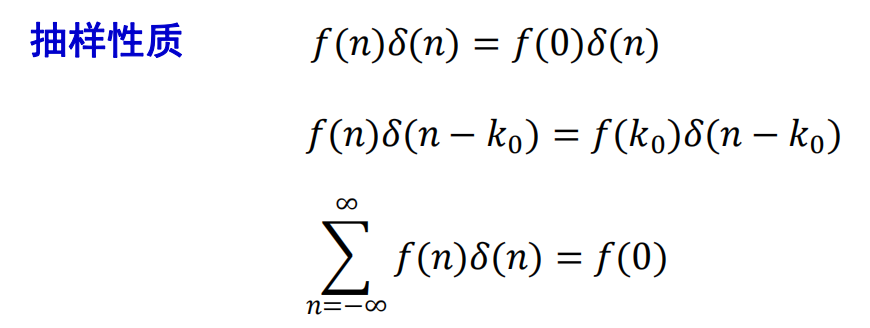 抽样性质 f(n)δ(n) = f(0)δ(n)
f(n)δ(n − k₀) = f(k₀)δ(n − k₀)
∑_{n=−∞}^{∞} f(n)δ(n) = f(0)